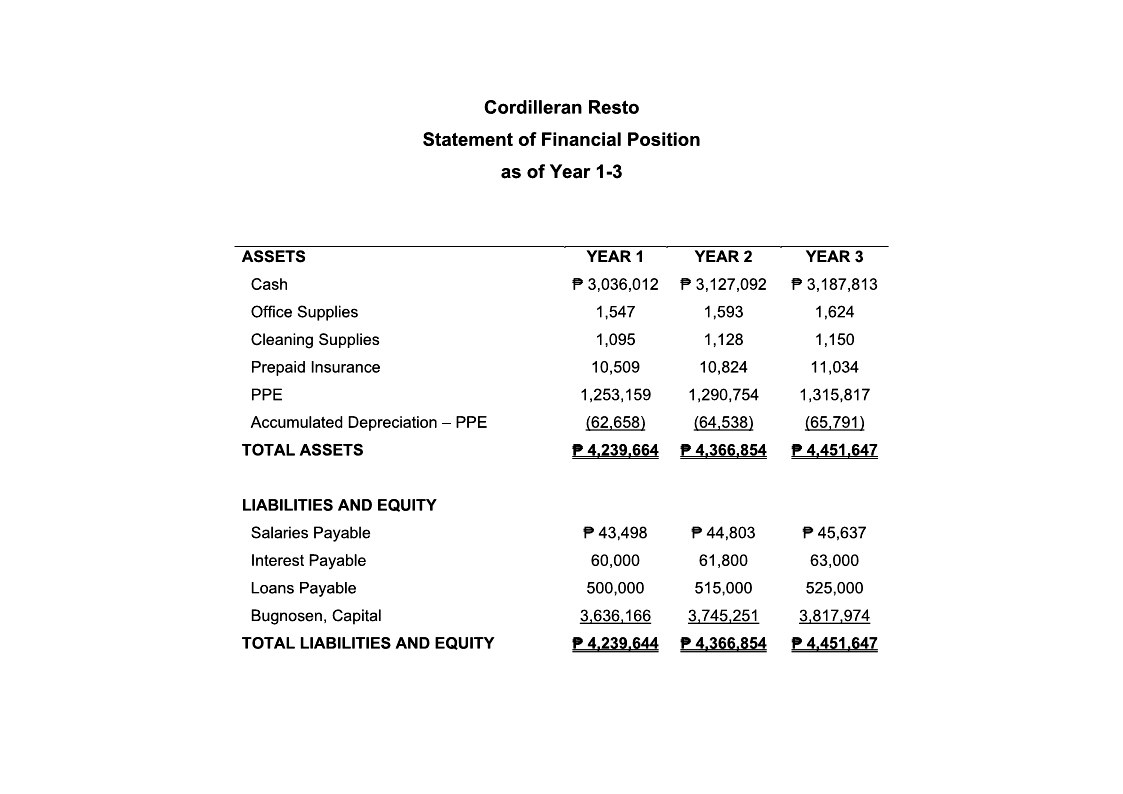 Cordilleran Resto
Statement of Financial Position
as of Year 1-3
ASSETS YEAR 1 YEAR 2 YEAR 3
Cash ₱ 3,036,012 ₱ 3,127,092 ₱ 3,187,813
Office Supplies 1,547 1,593 1,624
Cleaning Supplies 1,095 1,128 1,150
Prepaid Insurance 10,509 10,824 11,034
PPE 1,253,159 1,290,754 1,315,817
Accumulated Depreciation – PPE (62,658) (64,538) (65,791)
TOTAL ASSETS ₱ 4,239,664 ₱ 4,366,854 ₱ 4,451,647
LIABILITIES AND EQUITY
Salaries Payable ₱ 43,498 ₱ 44,803 ₱ 45,637
Interest Payable 60,000 61,800 63,000
Loans Payable 500,000 515,000 525,000
Bugnosen, Capital 3,636,166 3,745,251 3,817,974
TOTAL LIABILITIES AND EQUITY ₱ 4,239,644 ₱ 4,366,854 ₱ 4,451,647